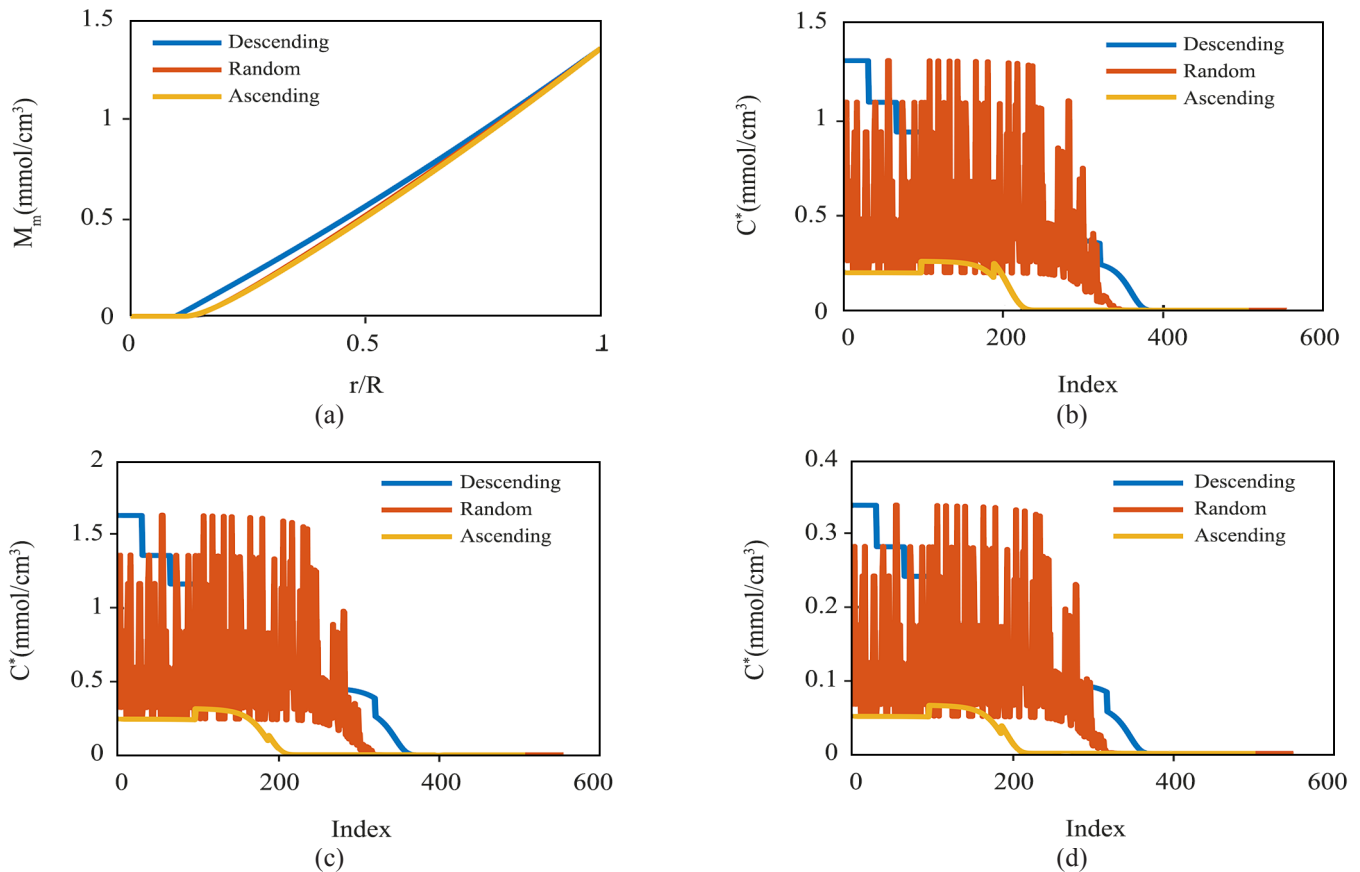 1.5
Descending
Random
Ascending
1
0.5
0
M_m(mmol/cm³)
0
0.5
1
r/R
(a)
1.5
Descending
Random
Ascending
1
0.5
0
C*(mmol/cm³)
0
200
400
600
Index
(b)
2
Descending
Random
Ascending
1.5
1
0.5
0
C*(mmol/cm³)
0
200
400
600
Index
(c)
0.4
Descending
Random
Ascending
0.3
0.2
0.1
0
C*(mmol/cm³)
0
200
400
600
Index
(d)